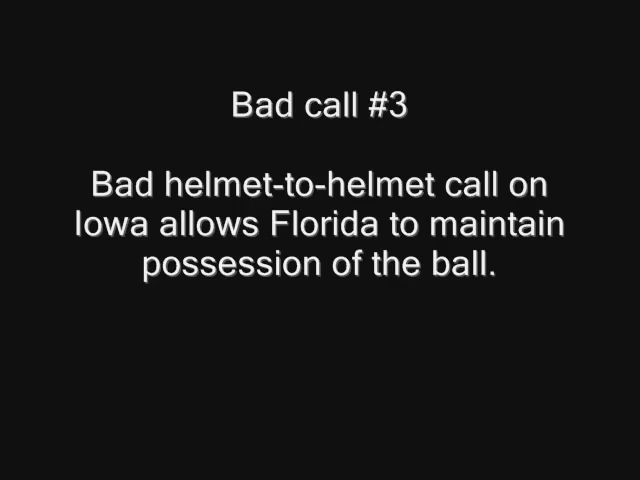 Bad call #3
Bad helmet-to-helmet call on
Iowa allows Florida to maintain
possession of the ball.